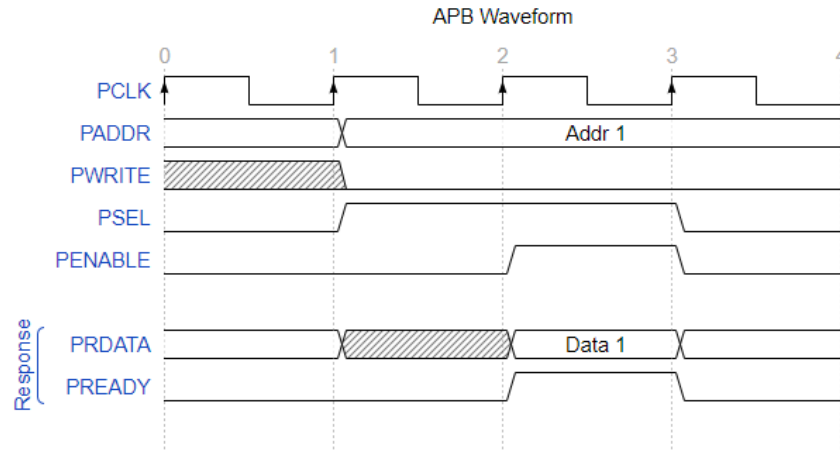 APB Waveform
0 1 2 3 4
PCLK
PADDR Addr 1
PWRITE
PSEL
PENABLE
Response
PRDATA Data 1
PREADY